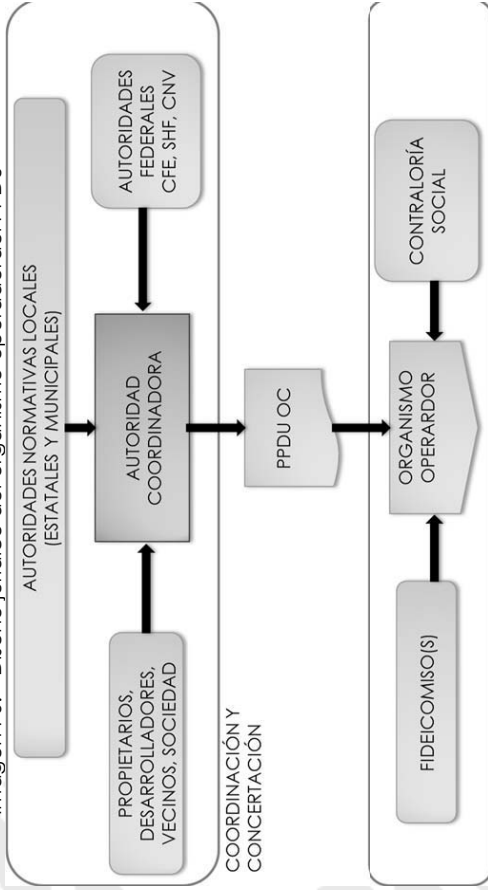 AUTORIDADES NORMATIVAS LOCALES
(ESTATALES Y MUNICIPALES)
PROPIETARIOS,
DESARROLLADORES,
VECINOS, SOCIEDAD
AUTORIDAD
COORDINADORA
AUTORIDADES
FEDERALES
CFE, SHF, CNV
COORDINACIÓN Y
CONCERTACIÓN
PPDU OC
FIDEICOMISO(S)
ORGANISMO
OPERARDOR
CONTRALORÍA
SOCIAL